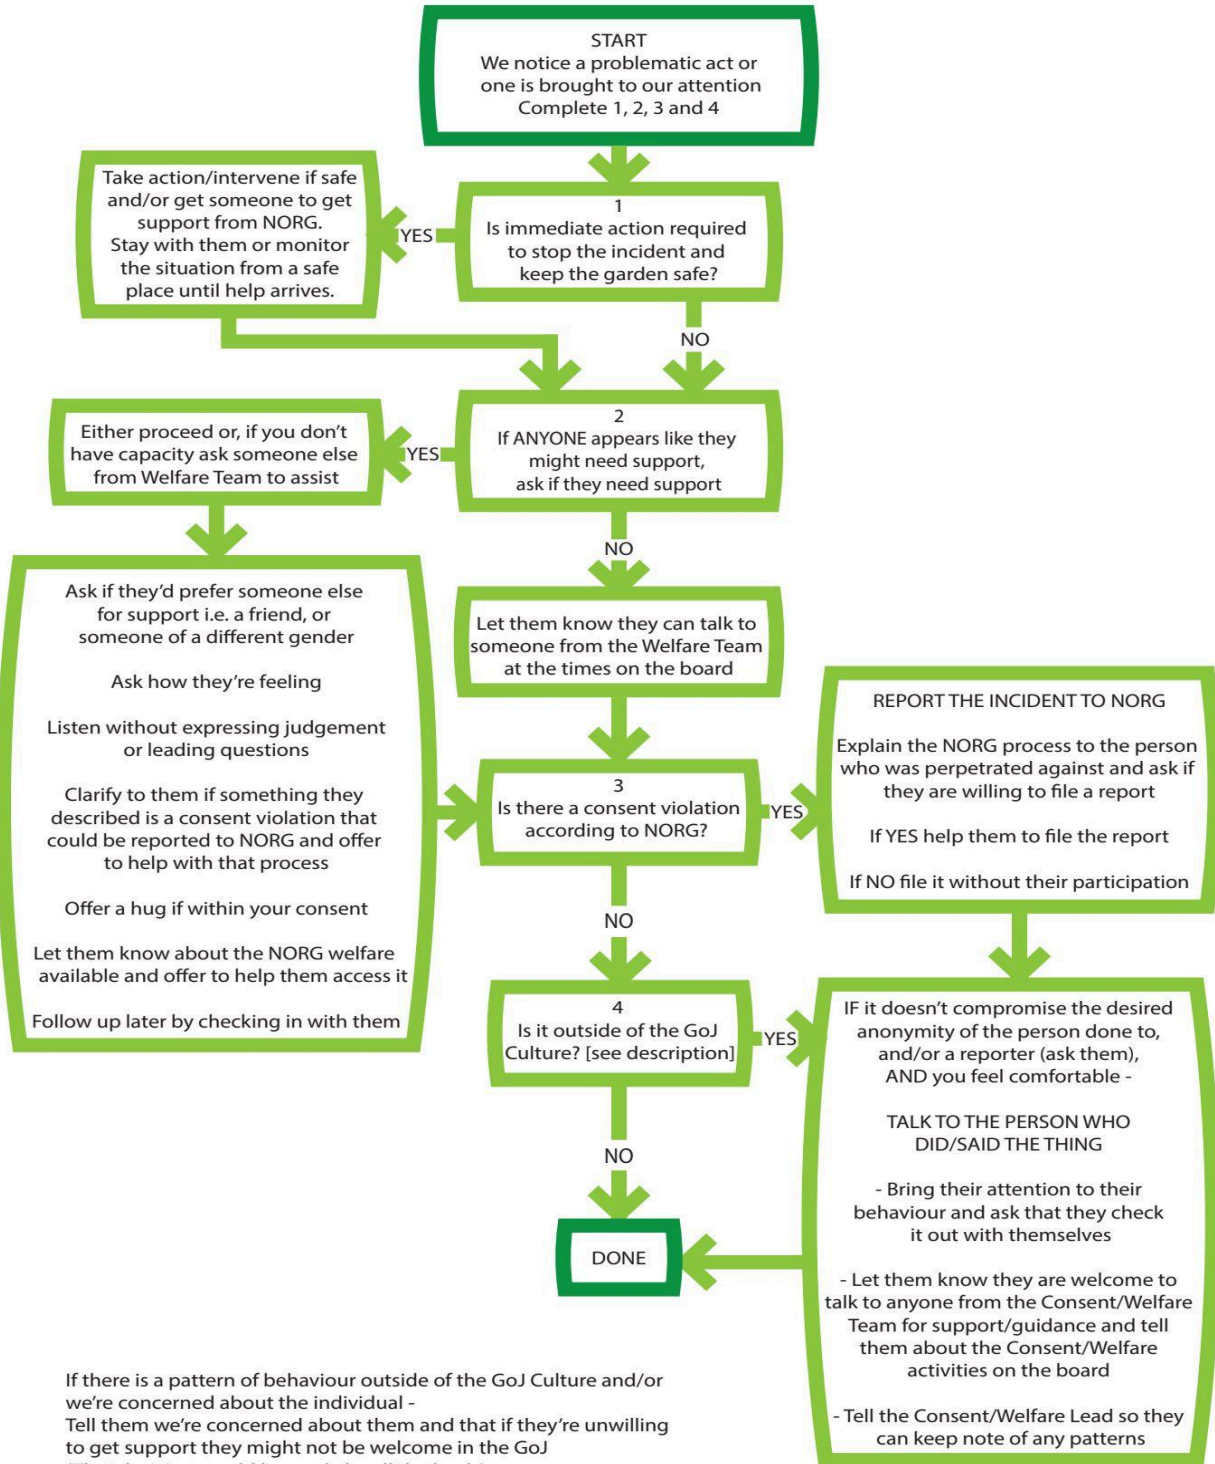 START
We notice a problematic act or
one is brought to our attention
Complete 1, 2, 3 and 4
Take action/intervene if safe
and/or get someone to get
support from NORG.
Stay with them or monitor
the situation from a safe
place until help arrives.
YES
1
Is immediate action required
to stop the incident and
keep the garden safe?
NO
Either proceed or, if you don't
have capacity ask someone else
from Welfare Team to assist
YES
2
If ANYONE appears like they
might need support,
ask if they need support
NO
Ask if they'd prefer someone else
for support i.e. a friend, or
someone of a different gender
Ask how they're feeling
Listen without expressing judgement
or leading questions
Clarify to them if something they
described is a consent violation that
could be reported to NORG and offer
to help with that process
Offer a hug if within your consent
Let them know about the NORG welfare
available and offer to help them access it
Follow up later by checking in with them
Let them know they can talk to
someone from the Welfare Team
at the times on the board
3
Is there a consent violation
according to NORG?
YES
REPORT THE INCIDENT TO NORG
Explain the NORG process to the person
who was perpetrated against and ask if
they are willing to file a report
If YES help them to file the report
If NO file it without their participation
NO
4
Is it outside of the GoJ
Culture? [see description]
YES
IF it doesn't compromise the desired
anonymity of the person done to,
and/or a reporter (ask them),
AND you feel comfortable -
TALK TO THE PERSON WHO
DID/SAID THE THING
- Bring their attention to their
behaviour and ask that they check
it out with themselves
- Let them know they are welcome to
talk to anyone from the Consent/Welfare
Team for support/guidance and tell
them about the Consent/Welfare
activities on the board
- Tell the Consent/Welfare Lead so they
can keep note of any patterns
NO
DONE
If there is a pattern of behaviour outside of the GoJ Culture and/or
we're concerned about the individual -
Tell them we're concerned about them and that if they're unwilling
to get support they might not be welcome in the GoJ